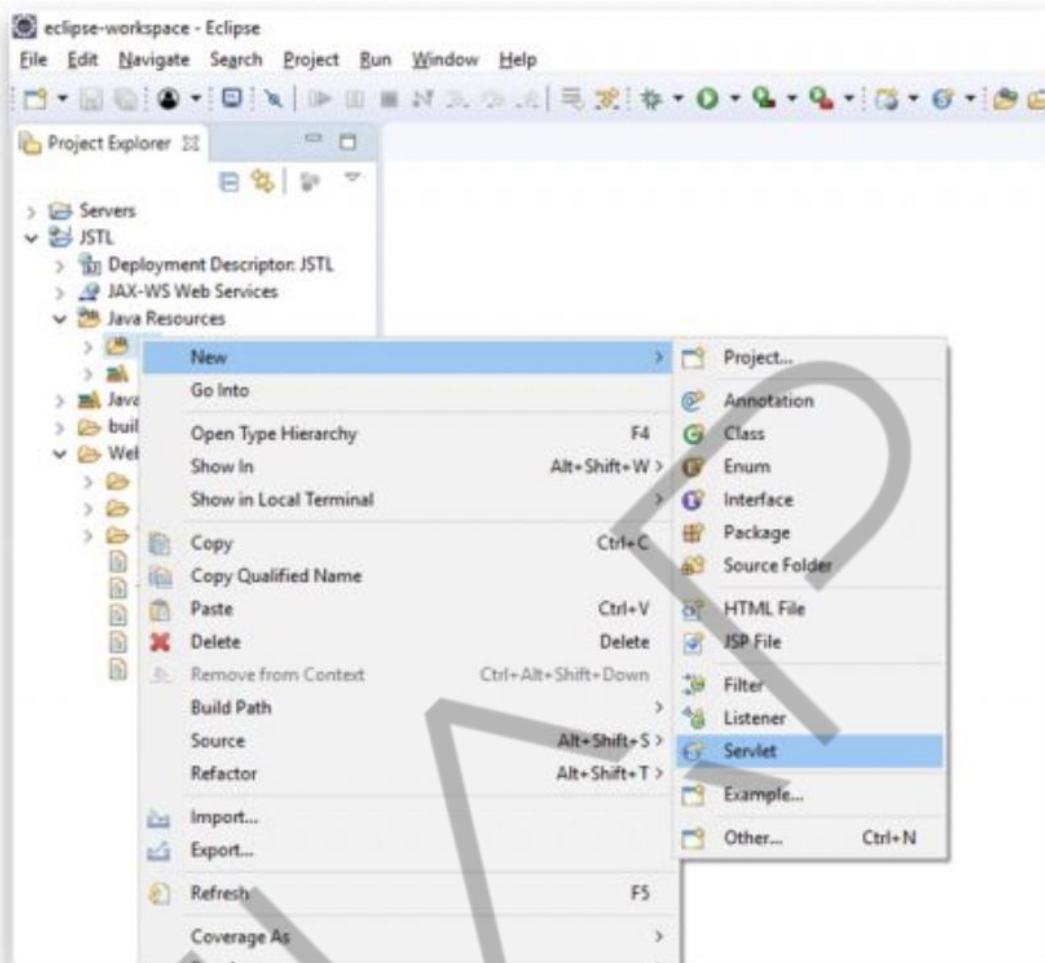 eclipse-workspace - Eclipse
File Edit Navigate Search Project Run Window Help
Project Explorer
Servers
JSTL
Deployment Descriptor: JSTL
JAX-WS Web Services
Java Resources
Java
buil
Wel
New
Go Into
Open Type Hierarchy F4
Show In Alt+Shift+W >
Show in Local Terminal >
Copy Ctrl+C
Copy Qualified Name
Paste Ctrl+V
Delete Delete
Remove from Context Ctrl+Alt+Shift+Down
Build Path >
Source Alt+Shift+S >
Refactor Alt+Shift+T >
Import...
Export...
Refresh F5
Coverage As >
Project...
Annotation
Class
Enum
Interface
Package
Source Folder
HTML File
JSP File
Filter
Listener
Servlet
Example...
Other... Ctrl+N